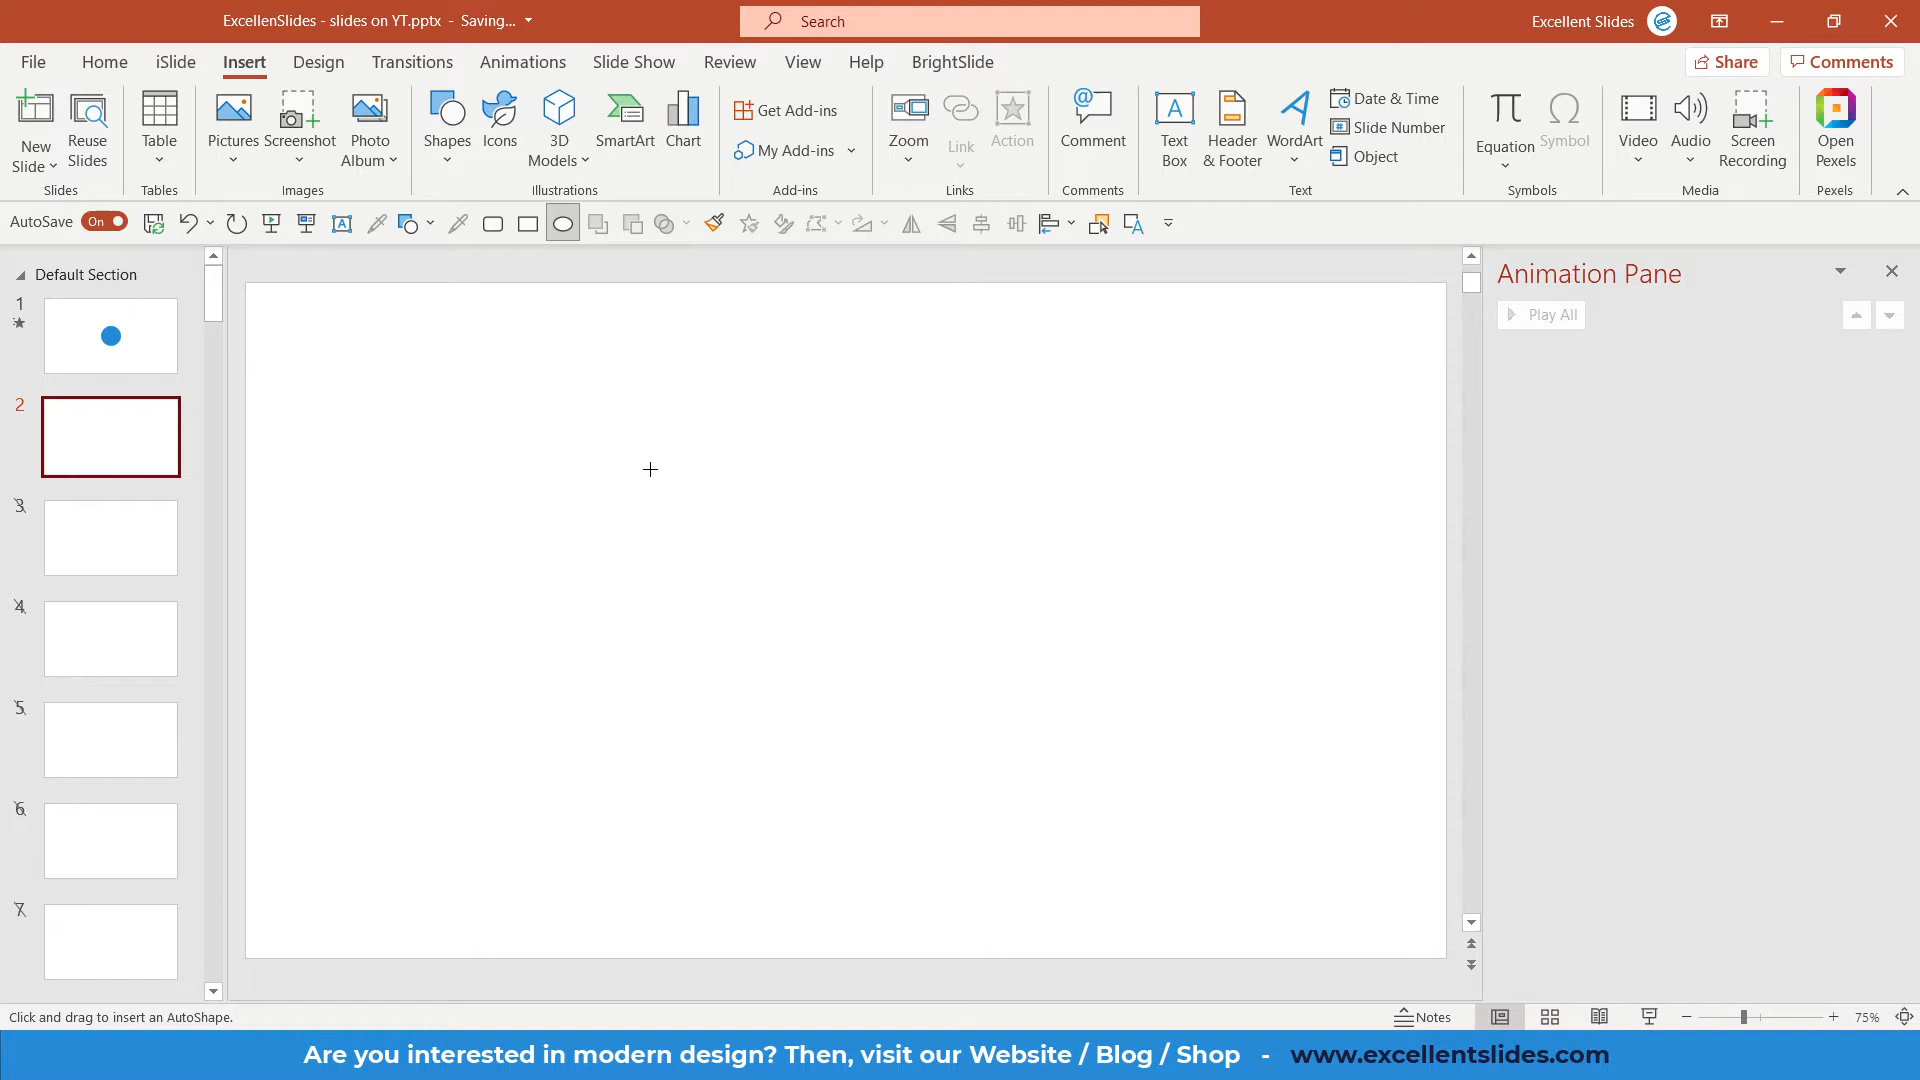 ExcellenSlides - slides on YT.pptx - Saving...
Search
Excellent Slides
File Home iSlide Insert Design Transitions Animations Slide Show Review View Help BrightSlide
Share Comments
New Slide
Reuse Slides
Table
Pictures
Screenshot
Photo Album
Shapes
Icons
3D Models
SmartArt
Chart
Get Add-ins
My Add-ins
Zoom
Link
Action
Comment
Text Box
Header & Footer
WordArt
Date & Time
Slide Number
Object
Equation
Symbol
Video
Audio
Screen Recording
Open Pexels
Slides Tables Images Illustrations Add-ins Links Comments Text Symbols Media Pexels
AutoSave On
Default Section
1
2
3
4
5
6
7
Animation Pane
Play All
Click and drag to insert an AutoShape.
Notes
75%
Are you interested in modern design? Then, visit our Website / Blog / Shop - www.excellentslides.com